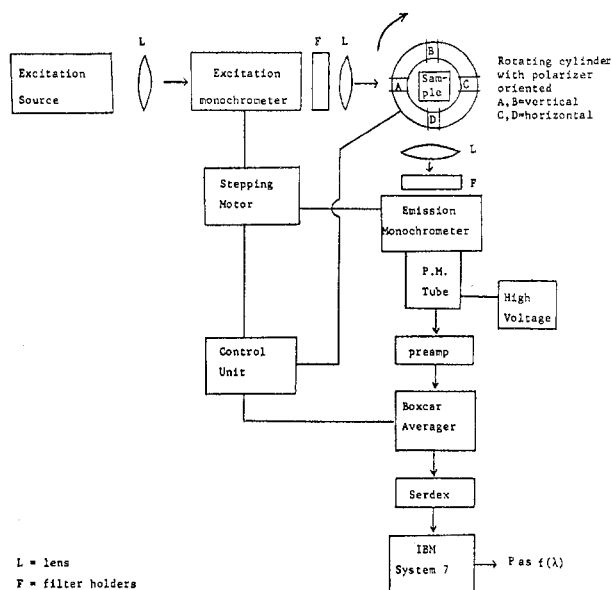 Excitation
Source
L
Excitation
monochrometer
F
L
B
A
Sam-
ple
C
D
Rotating cylinder
with polarizer
oriented
A,B=vertical
C,D=horizontal
L
F
Stepping
Motor
Emission
Monochrometer
P.M.
Tube
High
Voltage
Control
Unit
preamp
Boxcar
Averager
Serdex
IBM
System 7
P as f(λ)
L = lens
F = filter holders